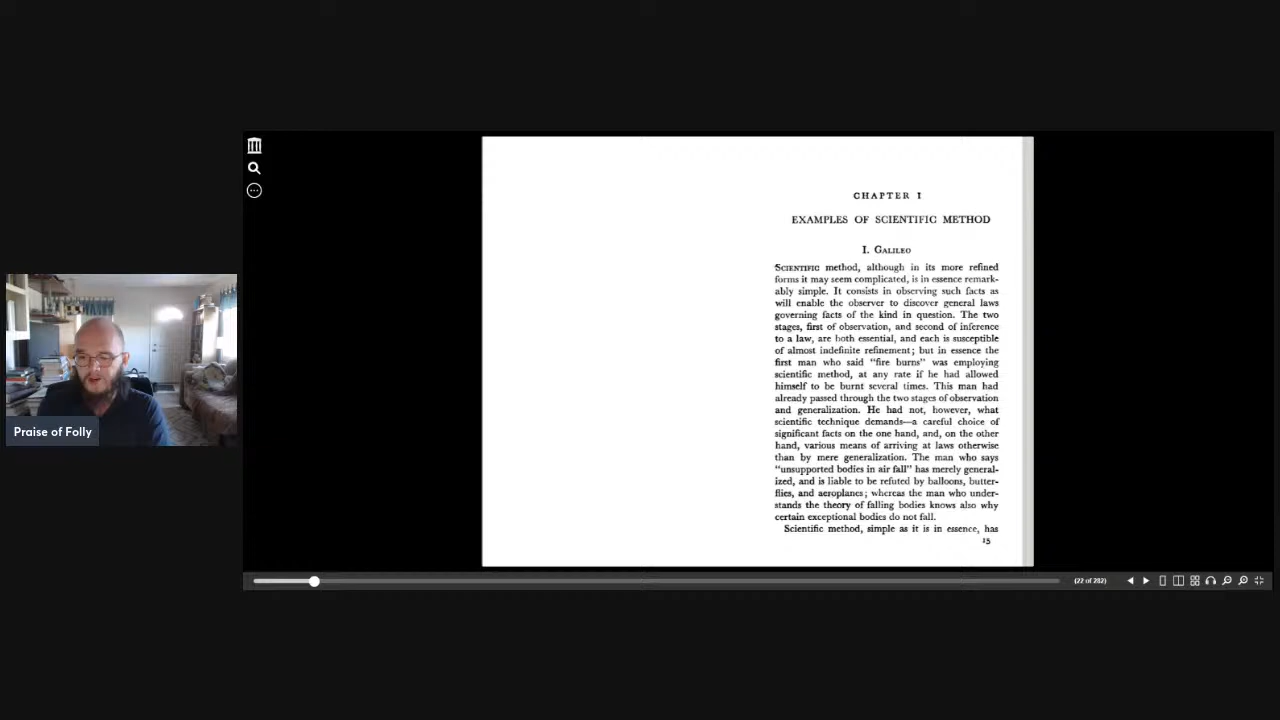 CHAPTER I
EXAMPLES OF SCIENTIFIC METHOD
I. GALILEO
SCIENTIFIC method, although in its more refined
forms it may seem complicated, is in essence remark-
ably simple. It consists in observing such facts as
will enable the observer to discover general laws
governing facts of the kind in question. The two
stages, first of observation, and second of inference
to a law, are both essential, and each is susceptible
of almost indefinite refinement; but in essence the
first man who said "fire burns" was employing
scientific method, at any rate if he had allowed
himself to be burnt several times. This man had
already passed through the two stages of observation
and generalization. He had not, however, what
scientific technique demands—a careful choice of
significant facts on the one hand, and, on the other
hand, various means of arriving at laws otherwise
than by mere generalization. The man who says
"unsupported bodies in air fall" has merely general-
ized, and is liable to be refuted by balloons, butter-
flies, and aeroplanes; whereas the man who under-
stands the theory of falling bodies knows also why
certain exceptional bodies do not fall.
Scientific method, simple as it is in essence, has
15
Praise of Folly
(22 of 282)